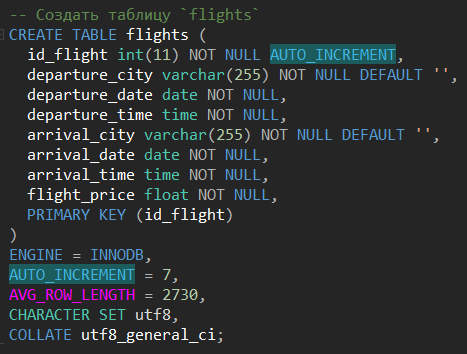 -- Создать таблицу `flights`
CREATE TABLE flights (
id_flight int(11) NOT NULL AUTO_INCREMENT,
departure_city varchar(255) NOT NULL DEFAULT '',
departure_date date NOT NULL,
departure_time time NOT NULL,
arrival_city varchar(255) NOT NULL DEFAULT '',
arrival_date date NOT NULL,
arrival_time time NOT NULL,
flight_price float NOT NULL,
PRIMARY KEY (id_flight)
)
ENGINE = INNODB,
AUTO_INCREMENT = 7,
AVG_ROW_LENGTH = 2730,
CHARACTER SET utf8,
COLLATE utf8_general_ci;